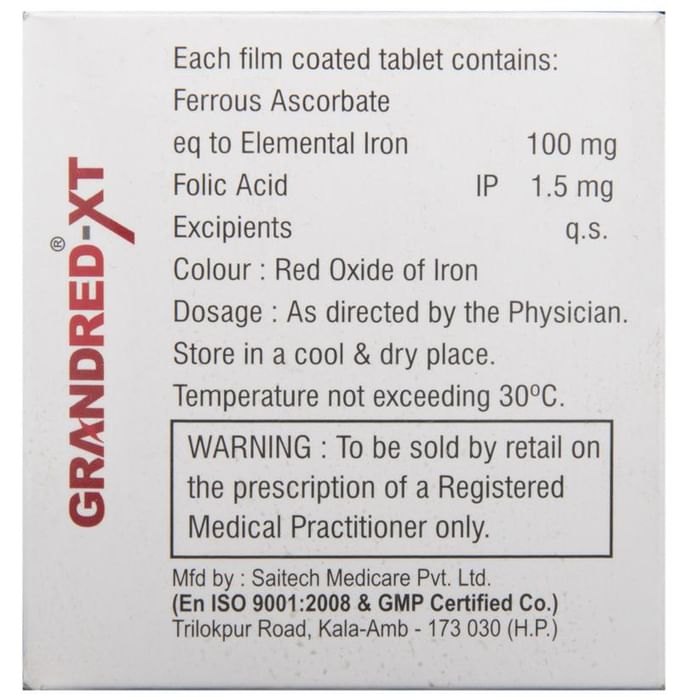 GRANDRED-XT®
Each film coated tablet contains:
Ferrous Ascorbate
eq to Elemental Iron 100 mg
Folic Acid IP 1.5 mg
Excipients q.s.
Colour : Red Oxide of Iron
Dosage : As directed by the Physician.
Store in a cool & dry place.
Temperature not exceeding 30ºC.
WARNING : To be sold by retail on
the prescription of a Registered
Medical Practitioner only.
Mfd by : Saitech Medicare Pvt. Ltd.
(En ISO 9001:2008 & GMP Certified Co.)
Trilokpur Road, Kala-Amb - 173 030 (H.P.)